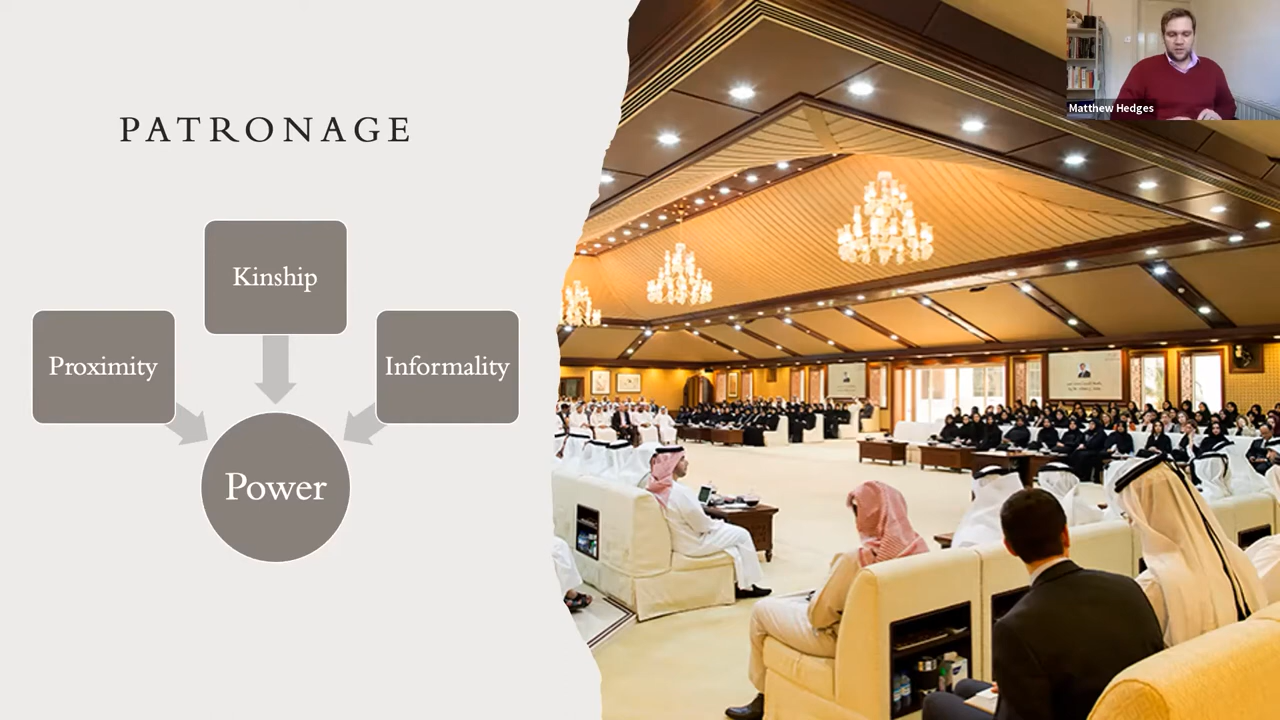 PATRONAGE
Kinship
Proximity
Informality
Power
Matthew Hedges